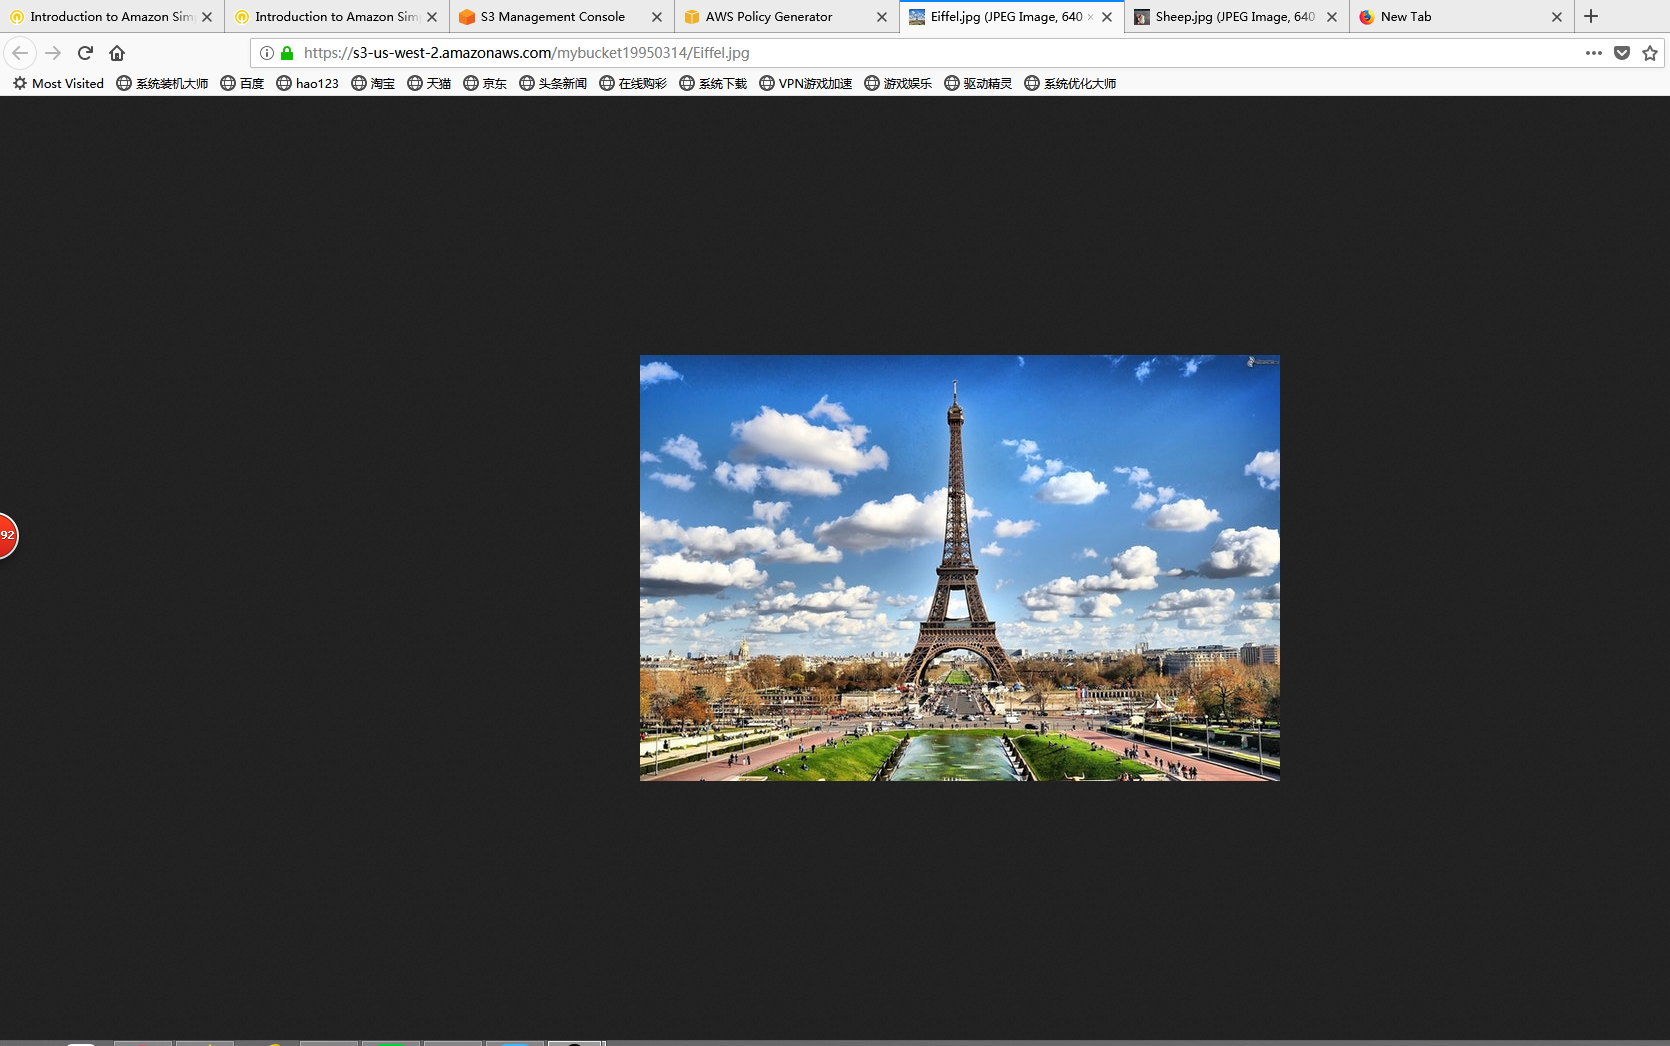 Introduction to Amazon Sim
Introduction to Amazon Sim
S3 Management Console
AWS Policy Generator
Eiffel.jpg (JPEG Image, 640 ×
Sheep.jpg (JPEG Image, 640
New Tab
https://s3-us-west-2.amazonaws.com/mybucket19950314/Eiffel.jpg
Most Visited 系统装机大师 百度 hao123 淘宝 天猫 京东 头条新闻 在线购彩 系统下载 VPN游戏加速 游戏娱乐 驱动精灵 系统优化大师
92